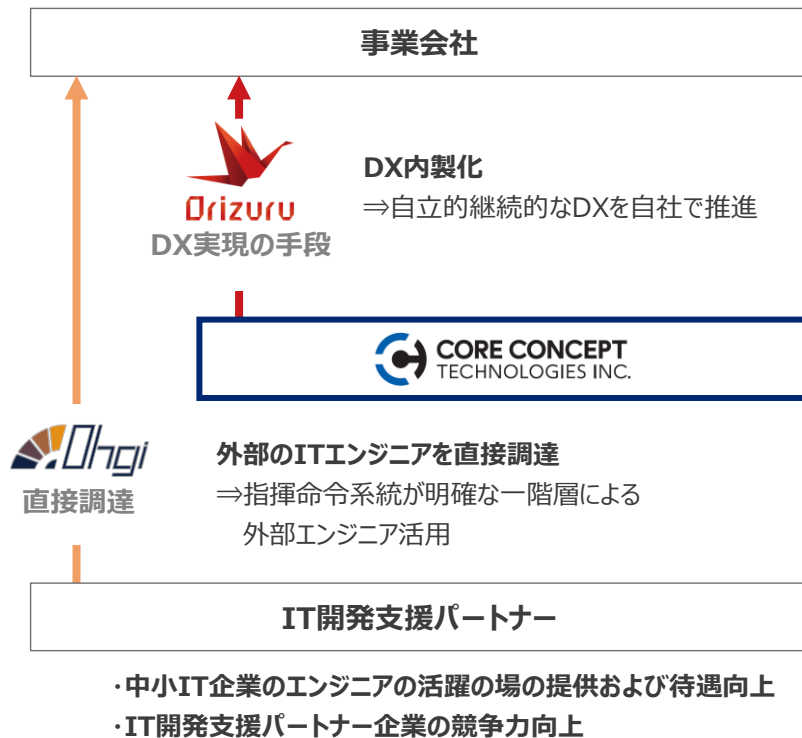 事業会社
Orizuru
DX実現の手段
DX内製化
⇒自立的継続的なDXを自社で推進
CORE CONCEPT
TECHNOLOGIES INC.
Ohgi
直接調達
外部のITエンジニアを直接調達
⇒指揮命令系統が明確な一階層による
外部エンジニア活用
IT開発支援パートナー
・中小IT企業のエンジニアの活躍の場の提供および待遇向上
・IT開発支援パートナー企業の競争力向上